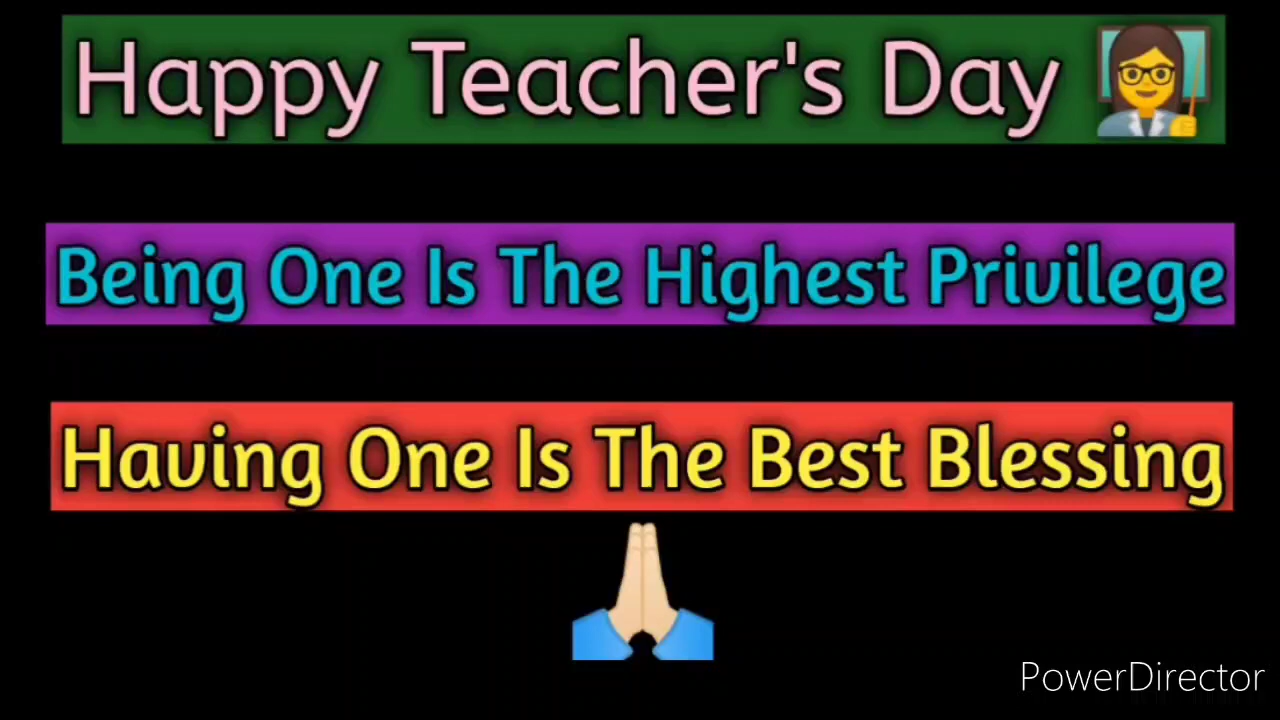 Happy Teacher's Day 👩‍🏫
Being One Is The Highest Privilege
Having One Is The Best Blessing
🙏🏻
PowerDirector